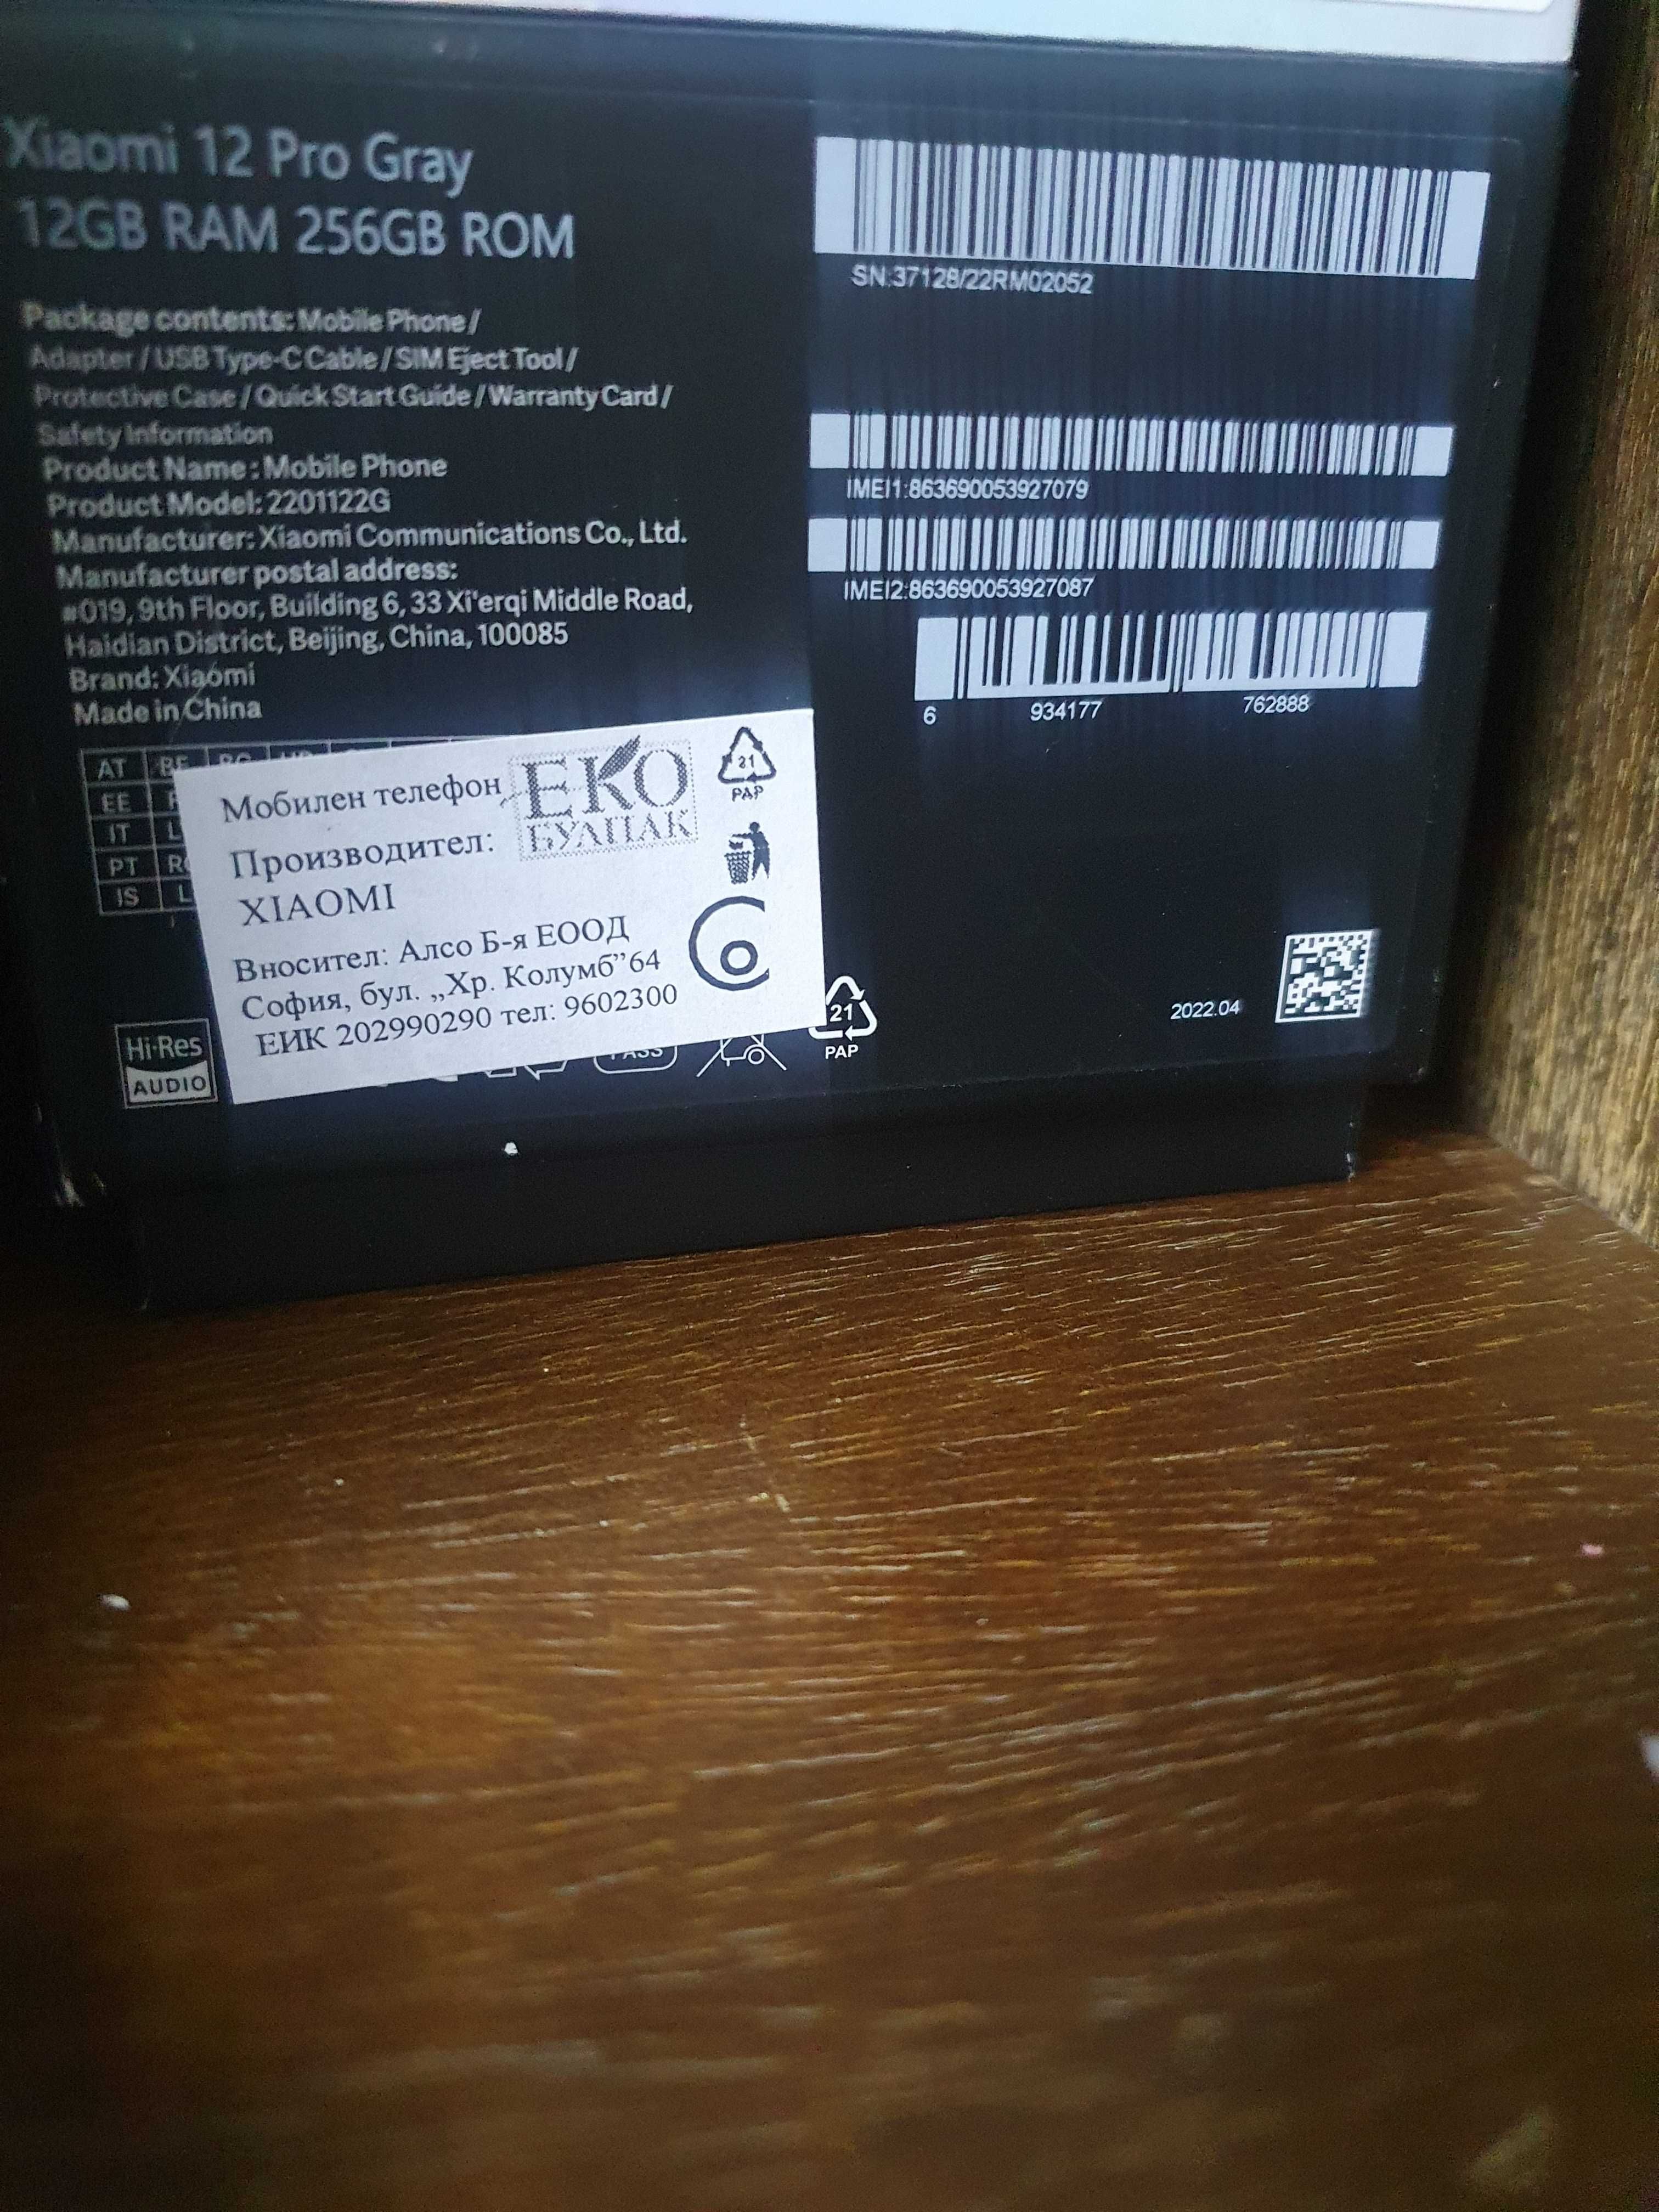 Xiaomi 12 Pro Gray
12GB RAM 256GB ROM
Package contents: Mobile Phone /
Adapter / USB Type-C Cable / SIM Eject Tool /
Protective Case / Quick Start Guide / Warranty Card /
Safety Information
Product Name : Mobile Phone
Product Model: 2201122G
Manufacturer: Xiaomi Communications Co., Ltd.
Manufacturer postal address:
#019, 9th Floor, Building 6, 33 Xi'erqi Middle Road,
Haidian District, Beijing, China, 100085
Brand: Xiaomi
Made in China
AT BE BG
EE
IT
PT
IS
Мобилен телефон
Производител:
XIAOMI
Вносител: Алсо Б-я ЕООД
София, бул. „Хр. Колумб”64
ЕИК 202990290 тел: 9602300
ЕКО
БУЛПАК
21
PAP
Hi-Res
AUDIO
PASS
21
PAP
SN:37128/22RM02052
IMEI1:863690053927079
IMEI2:863690053927087
6 934177 762888
2022.04